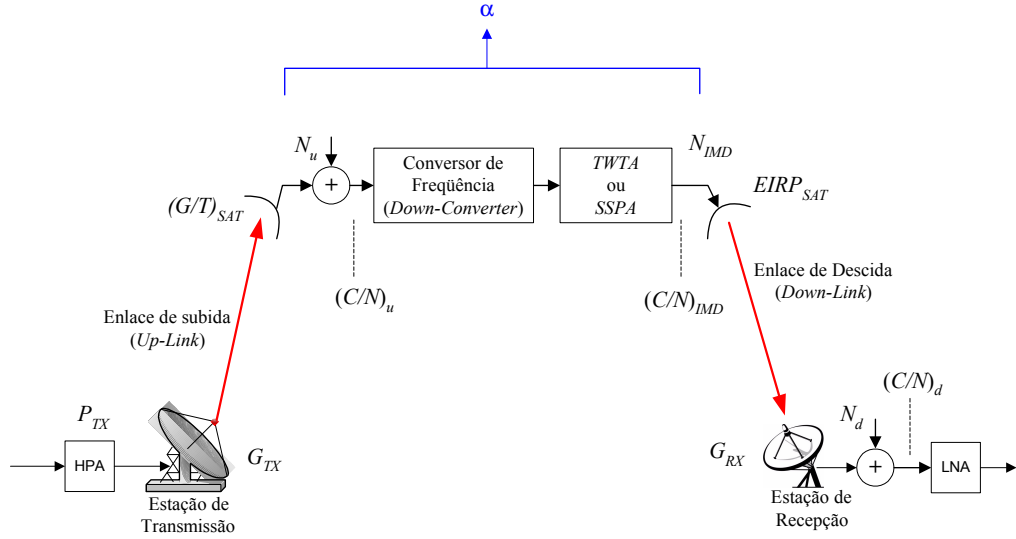 α
N_u
N_IMD
Conversor de
Freqüência
(Down-Converter)
TWTA
ou
SSPA
+
(G/T)_SAT
EIRP_SAT
(C/N)_u
(C/N)_IMD
Enlace de Descida
(Down-Link)
Enlace de subida
(Up-Link)
(C/N)_d
P_TX
N_d
HPA
G_TX
G_RX
+
LNA
Estação de
Transmissão
Estação de
Recepção